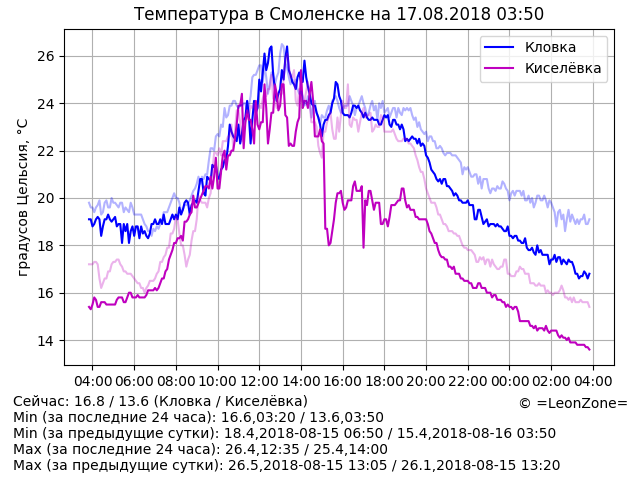 Температура в Смоленске на 17.08.2018 03:50
Кловка
Киселёвка
градусов Цельсия, °C
26
24
22
20
18
16
14
04:00 06:00 08:00 10:00 12:00 14:00 16:00 18:00 20:00 22:00 00:00 02:00 04:00
Сейчас: 16.8 / 13.6 (Кловка / Киселёвка)
© =LeonZone=
Min (за последние 24 часа): 16.6,03:20 / 13.6,03:50
Min (за предыдущие сутки): 18.4,2018-08-15 06:50 / 15.4,2018-08-16 03:50
Max (за последние 24 часа): 26.4,12:35 / 25.4,14:00
Max (за предыдущие сутки): 26.5,2018-08-15 13:05 / 26.1,2018-08-15 13:20